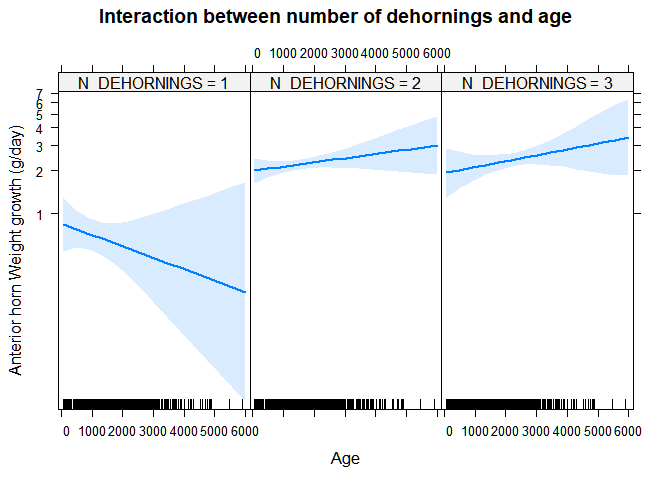 Interaction between number of dehornings and age
0 1000 2000 3000 4000 5000 6000
N_DEHORNINGS = 1 N_DEHORNINGS = 2 N_DEHORNINGS = 3
7
6
5
4
3
2
1
Anterior horn Weight growth (g/day)
0 1000 2000 3000 4000 5000 6000 0 1000 2000 3000 4000 5000 6000
Age